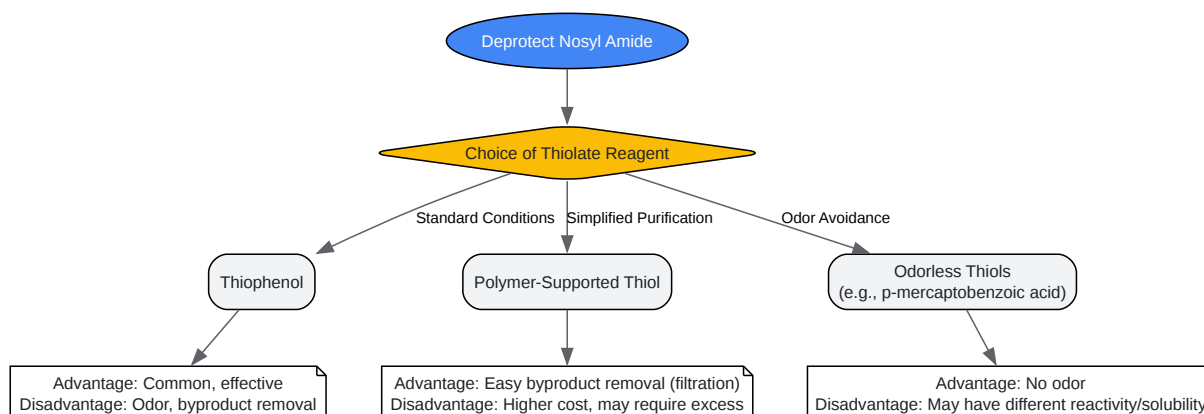 Deprotect Nosyl Amide
Choice of Thiolate Reagent
Standard Conditions
Simplified Purification
Odor Avoidance
Thiophenol
Polymer-Supported Thiol
Odorless Thiols
(e.g., p-mercaptobenzoic acid)
Advantage: Common, effective
Disadvantage: Odor, byproduct removal
Advantage: Easy byproduct removal (filtration)
Disadvantage: Higher cost, may require excess
Advantage: No odor
Disadvantage: May have different reactivity/solubility